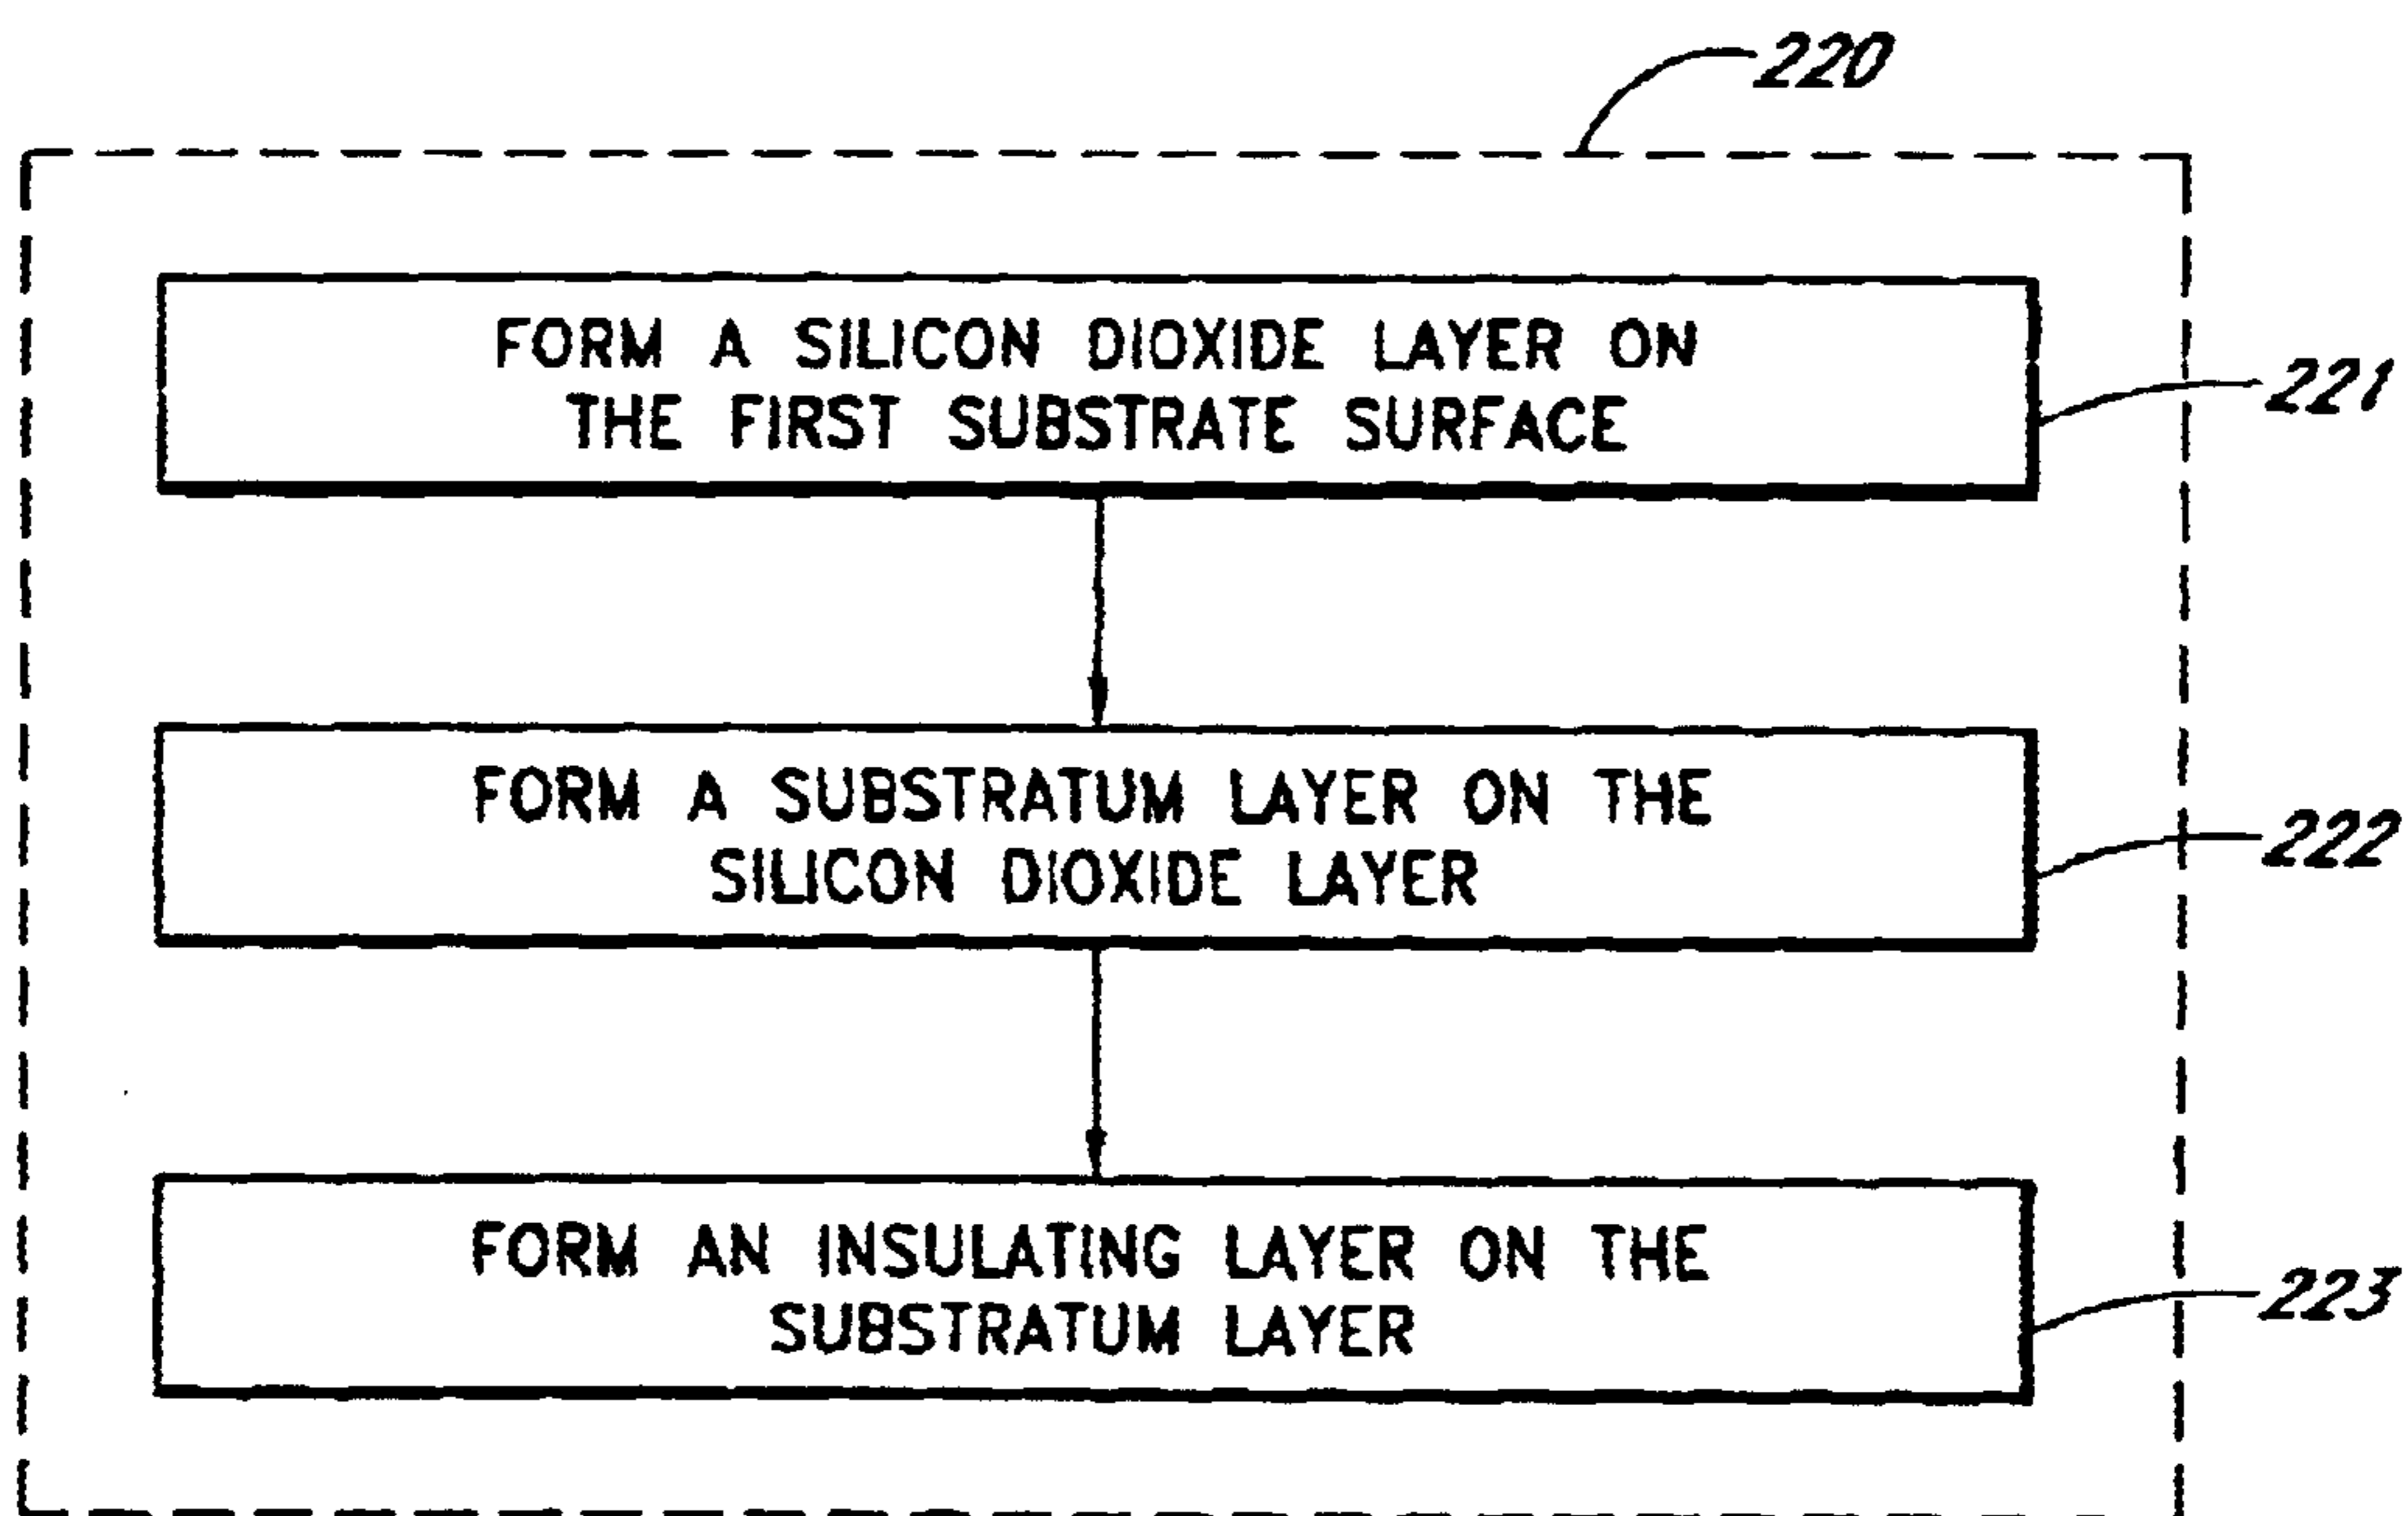 220
FORM A SILICON DIOXIDE LAYER ON
THE FIRST SUBSTRATE SURFACE
221
FORM A SUBSTRATUM LAYER ON THE
SILICON DIOXIDE LAYER
222
FORM AN INSULATING LAYER ON THE
SUBSTRATUM LAYER
223